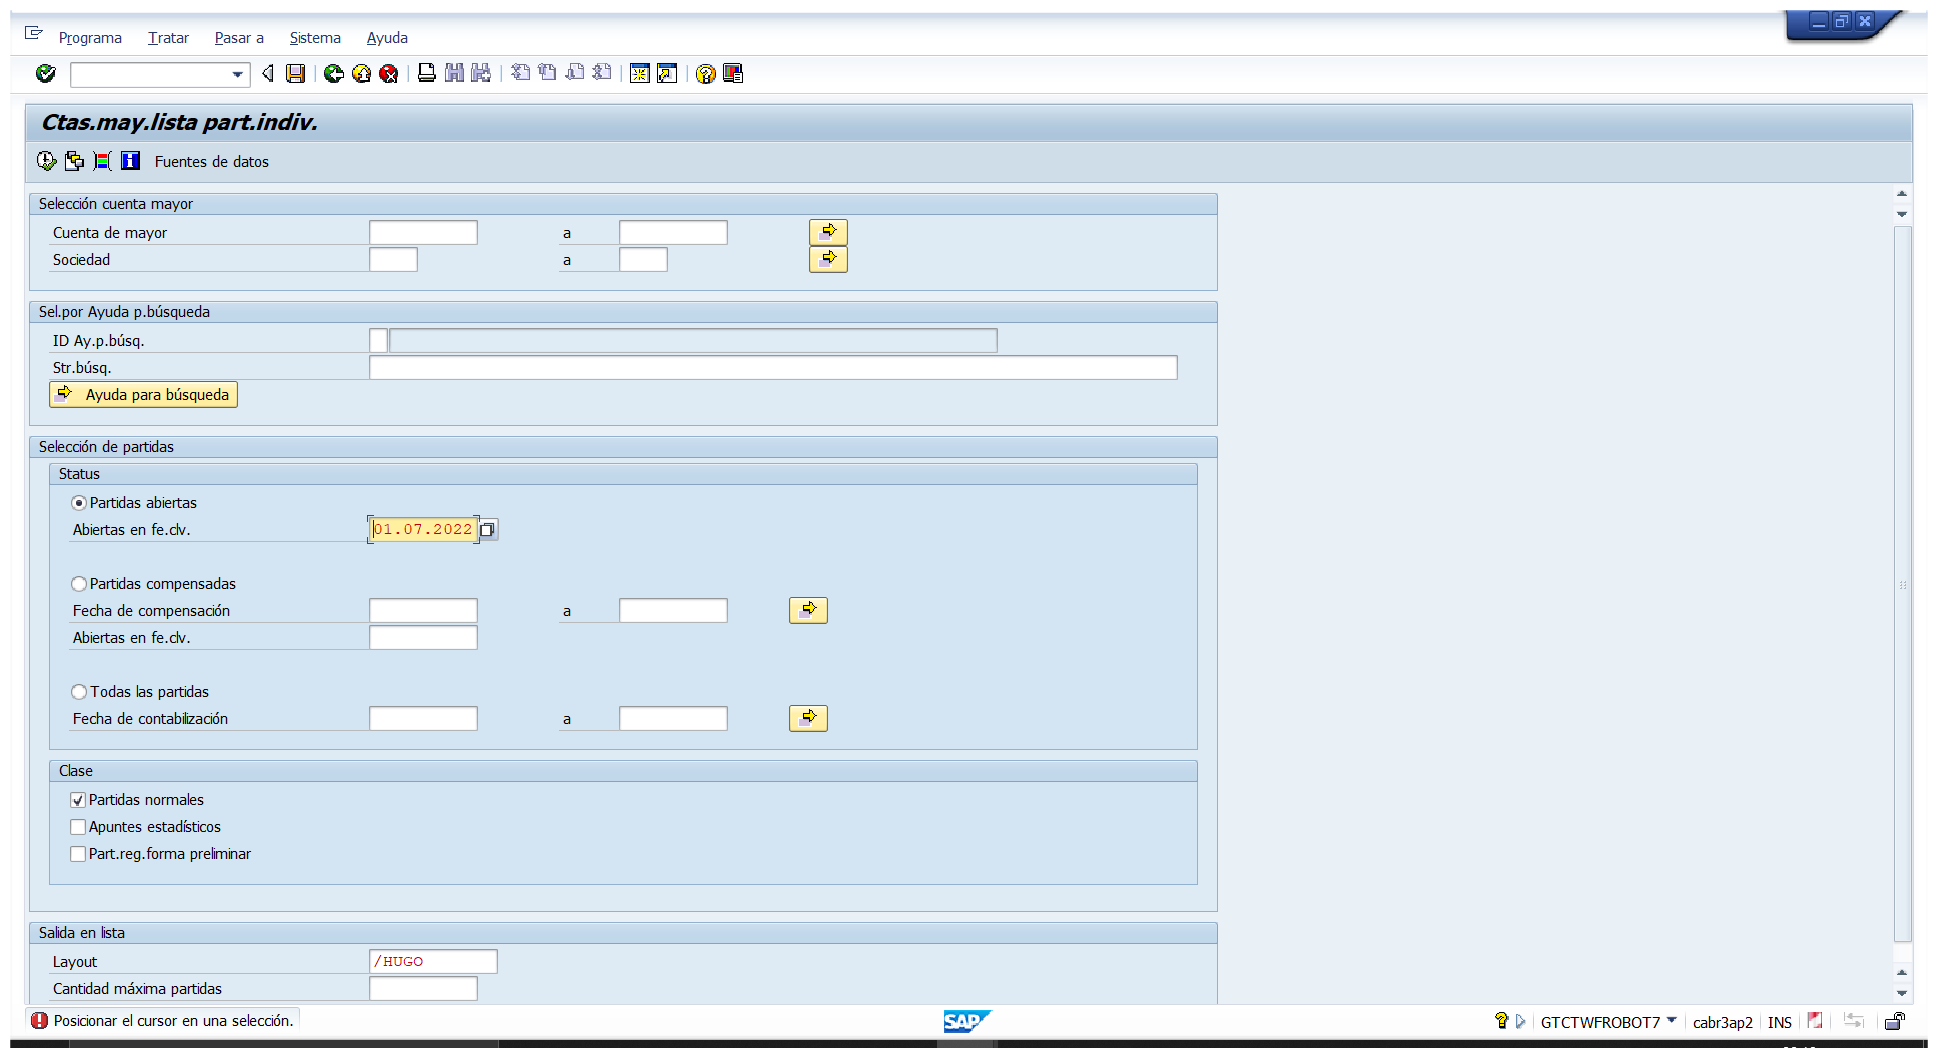 Programa Tratar Pasar a Sistema Ayuda
Ctas.may.lista part.indiv.
Fuentes de datos
Selección cuenta mayor
Cuenta de mayor a
Sociedad a
Sel.por Ayuda p.búsqueda
ID Ay.p.búsq.
Str.búsq.
Ayuda para búsqueda
Selección de partidas
Status
Partidas abiertas
Abiertas en fe.clv. 01.07.2022
Partidas compensadas
Fecha de compensación a
Abiertas en fe.clv.
Todas las partidas
Fecha de contabilización a
Clase
Partidas normales
Apuntes estadísticos
Part.reg.forma preliminar
Salida en lista
Layout /HUGO
Cantidad máxima partidas
Posicionar el cursor en una selección. SAP GTCTWFROBOT7 cabr3ap2 INS